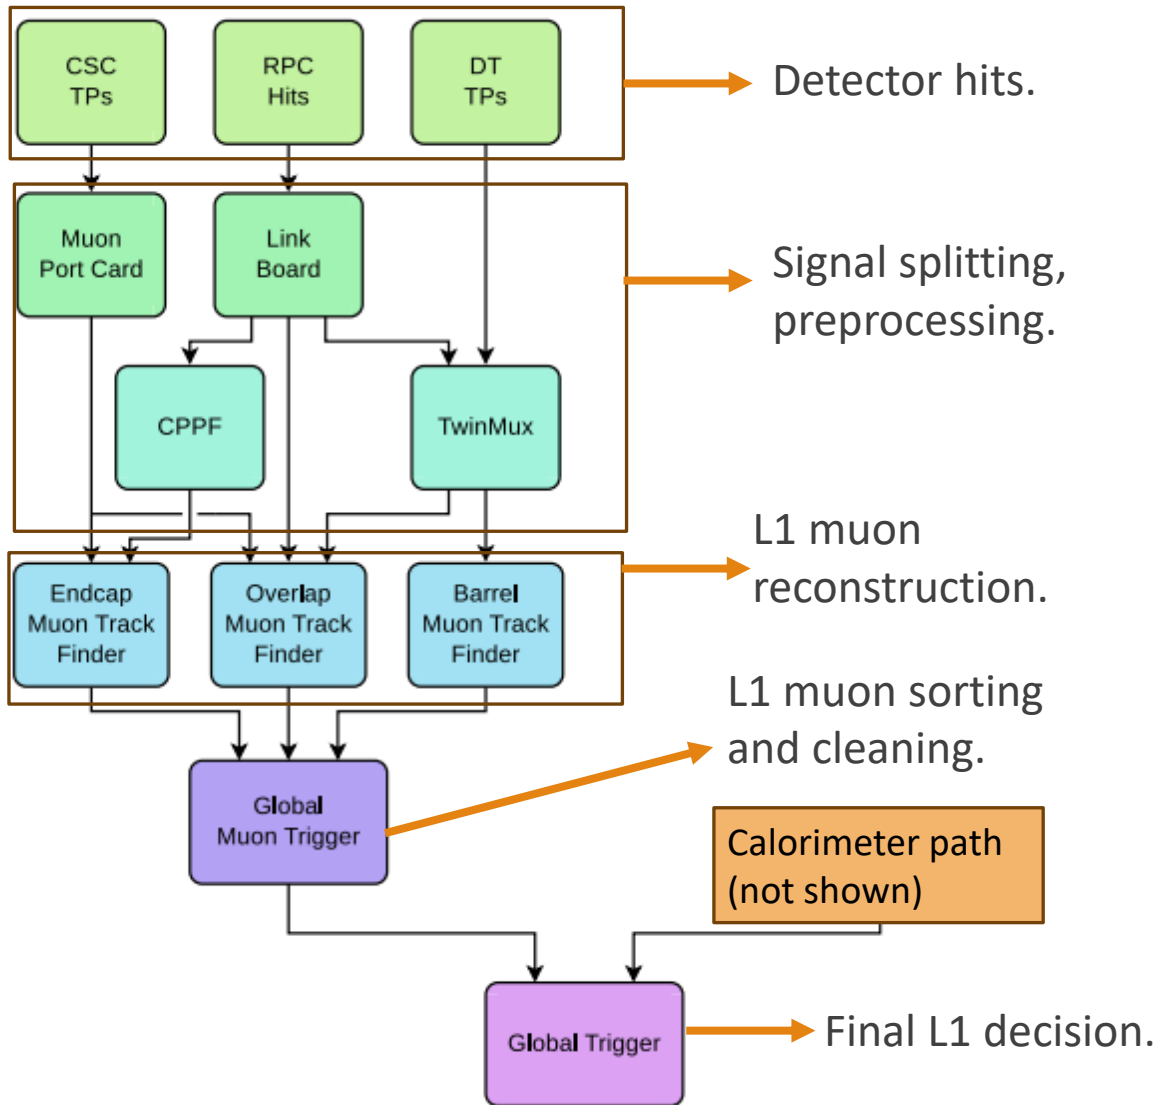 CSC
TPs
RPC
Hits
DT
TPs
Detector hits.
Muon
Port Card
Link
Board
Signal splitting,
preprocessing.
CPPF
TwinMux
L1 muon
reconstruction.
Endcap
Muon Track
Finder
Overlap
Muon Track
Finder
Barrel
Muon Track
Finder
L1 muon sorting
and cleaning.
Global
Muon Trigger
Calorimeter path
(not shown)
Global Trigger
Final L1 decision.